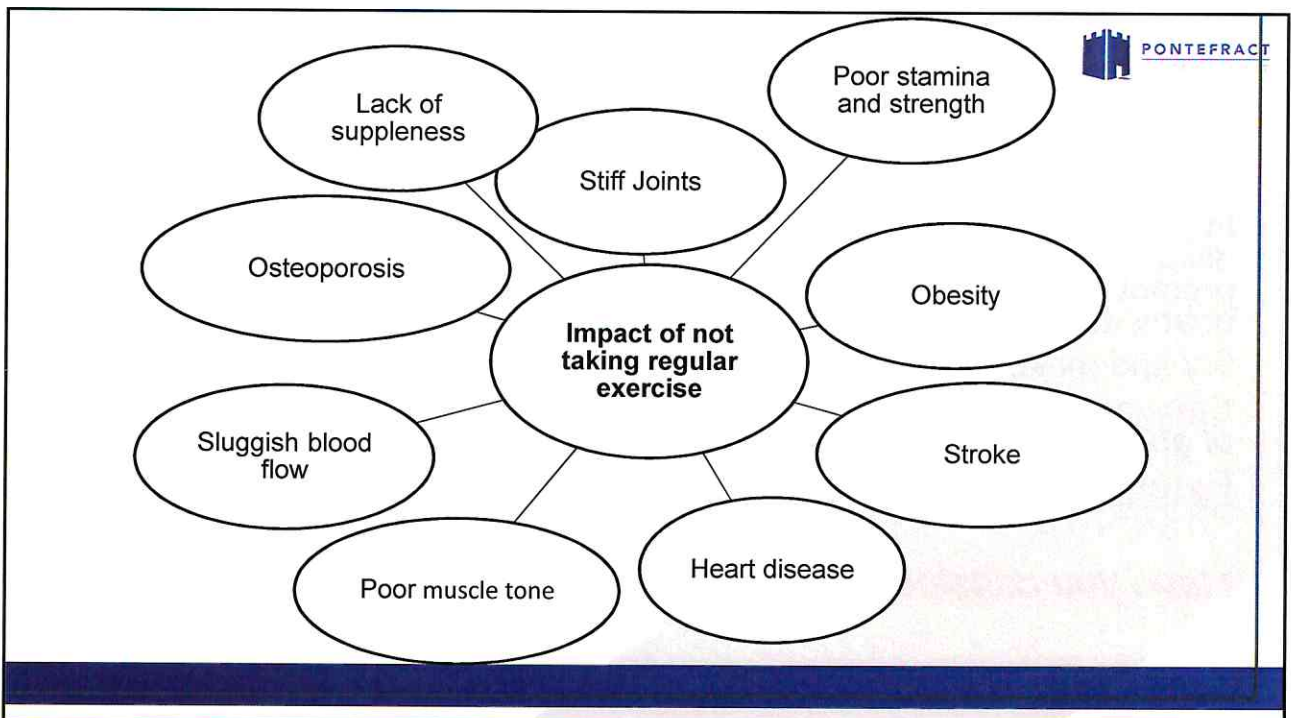 PONTEFRACT
Lack of
suppleness
Stiff Joints
Poor stamina
and strength
Osteoporosis
Obesity
Impact of not
taking regular
exercise
Sluggish blood
flow
Stroke
Poor muscle tone
Heart disease